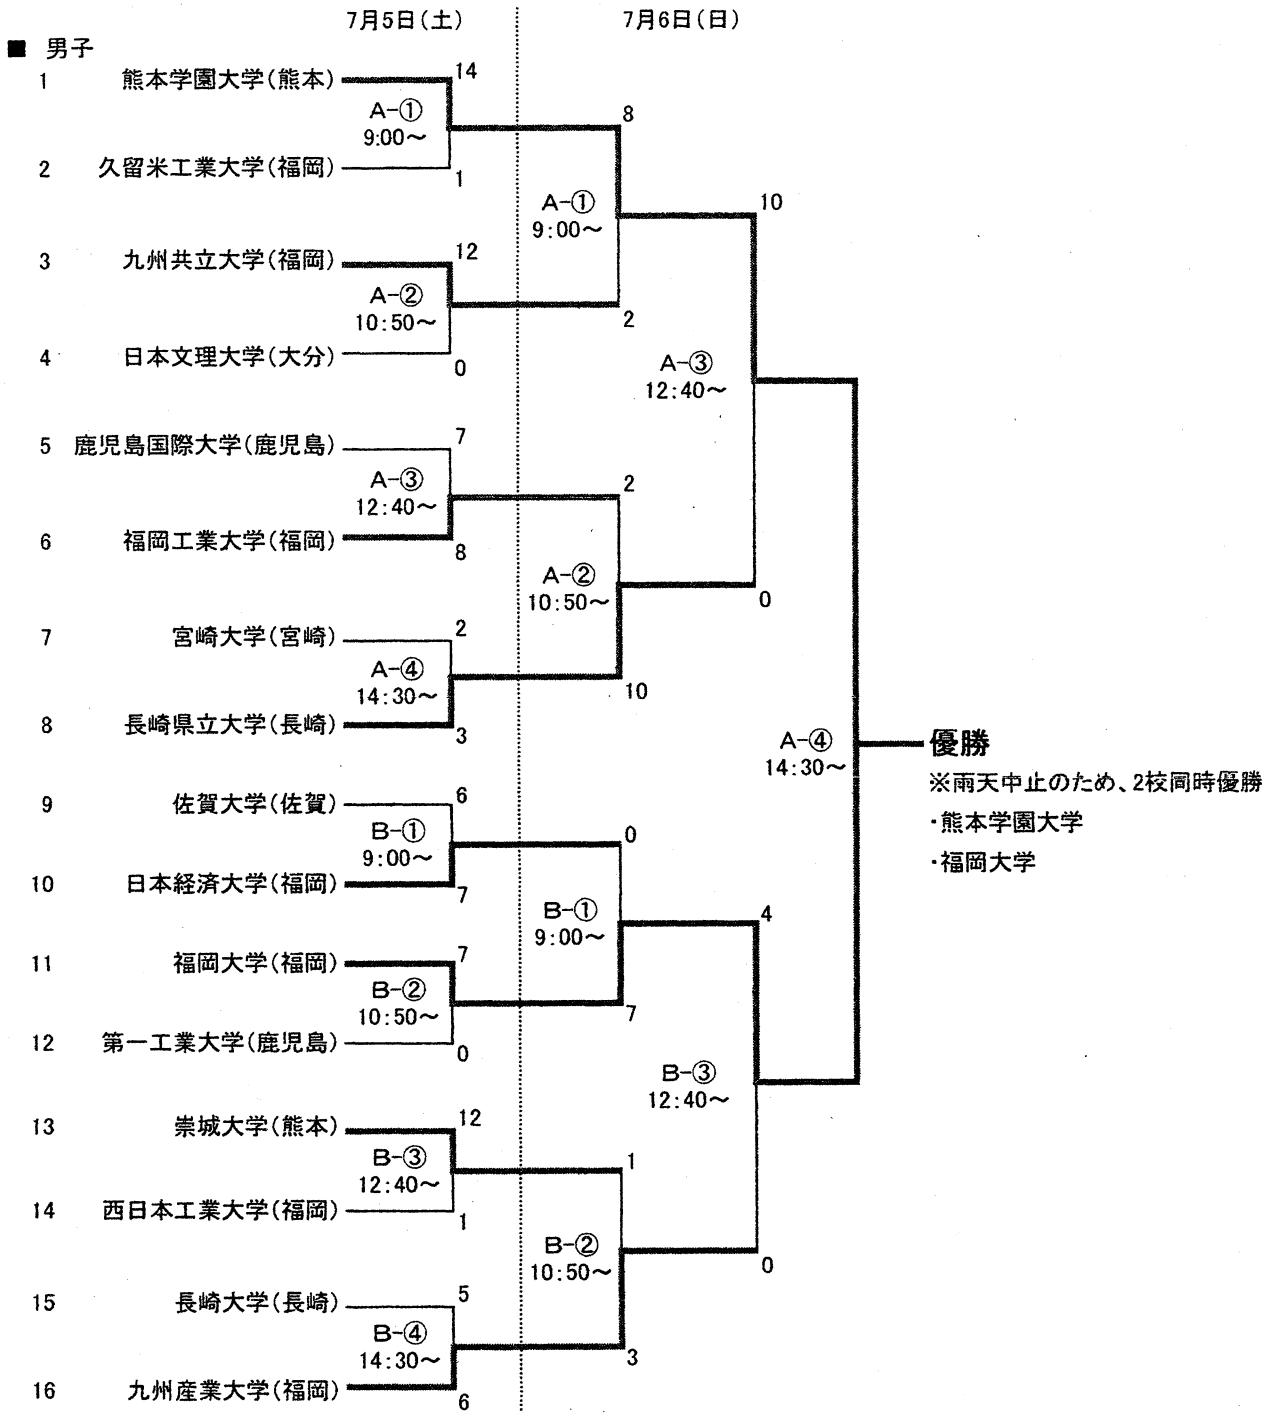 7月5日(土)
7月6日(日)
■ 男子
1 熊本学園大学(熊本) 14
A-① 9:00～
2 久留米工業大学(福岡) 1
8
A-① 9:00～
3 九州共立大学(福岡) 12
A-② 10:50～
4 日本文理大学(大分) 0
2
10
A-③ 12:40～
5 鹿児島国際大学(鹿児島) 7
A-③ 12:40～
6 福岡工業大学(福岡) 8
2
A-② 10:50～
7 宮崎大学(宮崎) 2
A-④ 14:30～
8 長崎県立大学(長崎) 3
10
0
A-④ 14:30～
優勝
※雨天中止のため、2校同時優勝
・熊本学園大学
・福岡大学
9 佐賀大学(佐賀) 6
B-① 9:00～
10 日本経済大学(福岡) 7
0
B-① 9:00～
11 福岡大学(福岡) 7
B-② 10:50～
12 第一工業大学(鹿児島) 0
7
4
B-③ 12:40～
13 崇城大学(熊本) 12
B-③ 12:40～
14 西日本工業大学(福岡) 1
1
B-② 10:50～
15 長崎大学(長崎) 5
B-④ 14:30～
16 九州産業大学(福岡) 6
3
0